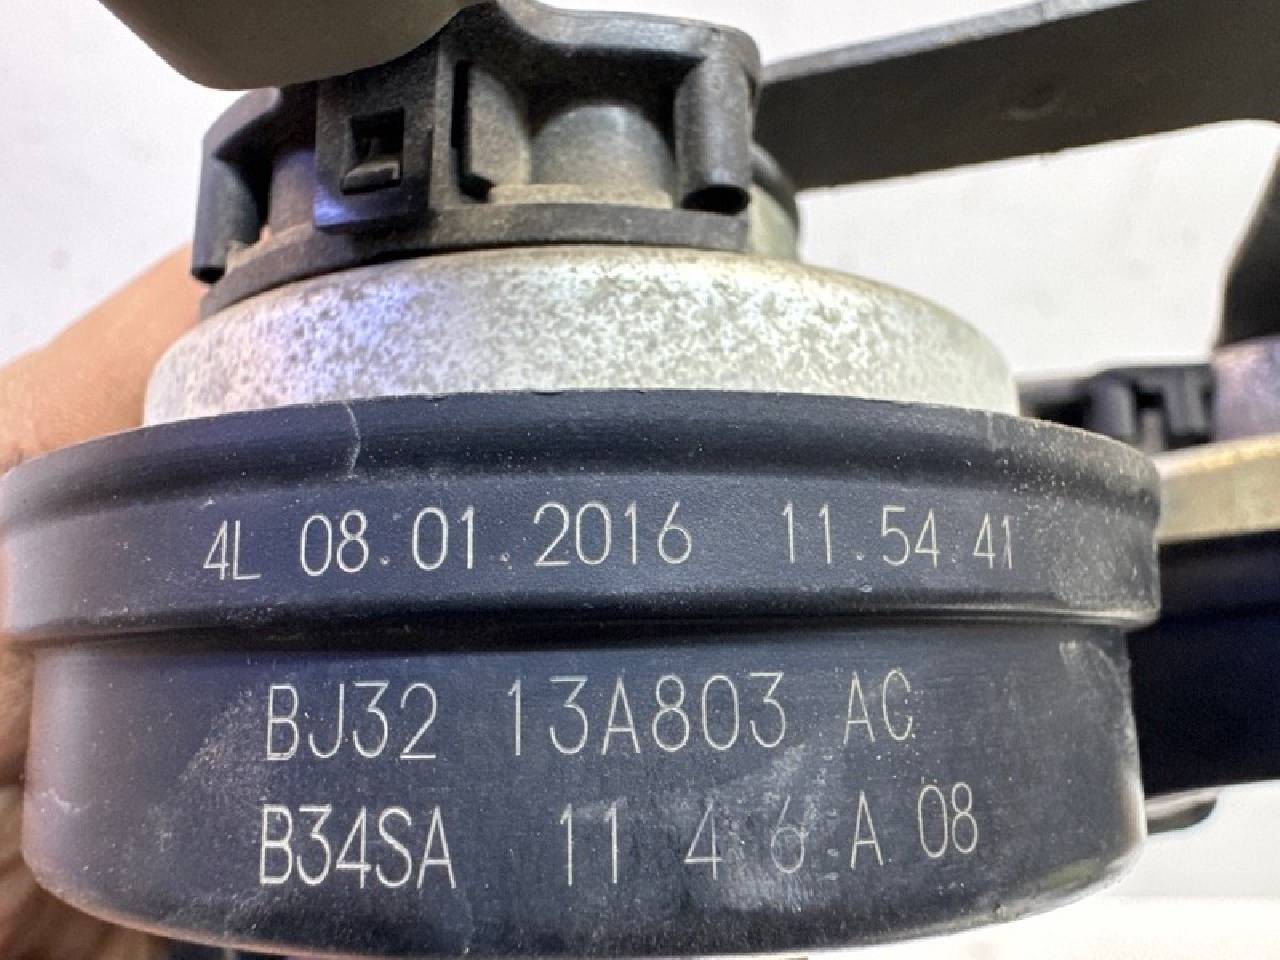 4L 08.01.2016 11.54.41
BJ32 13A803 AC
B34SA 11 4 6 A 08